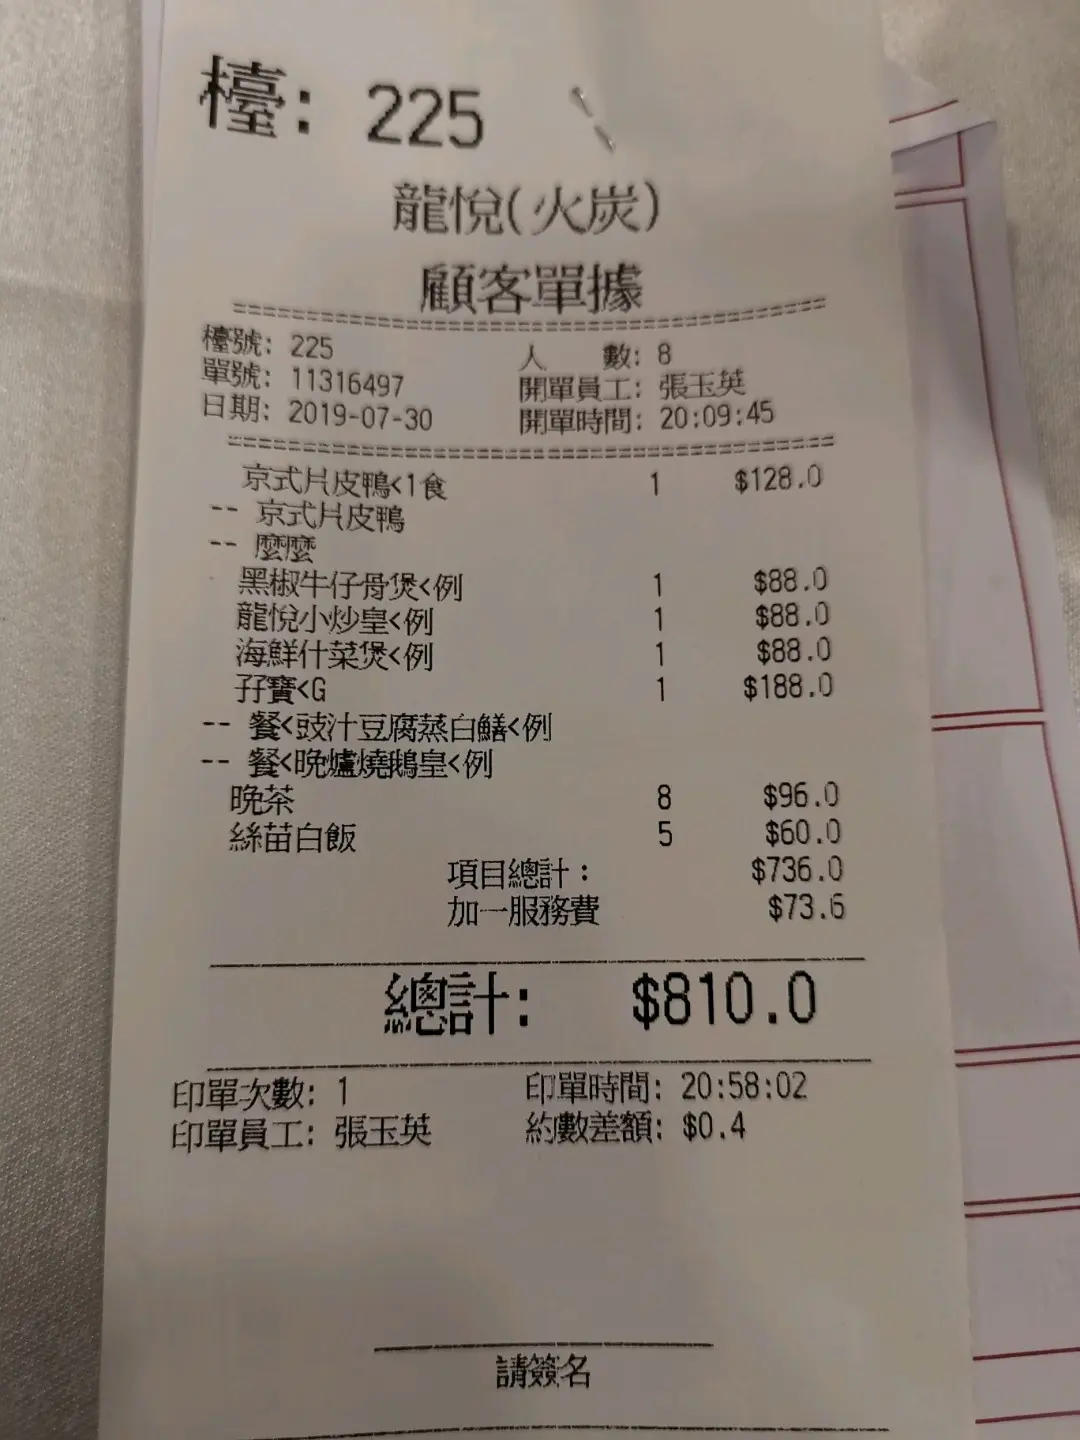 檯: 225
龍悅(火炭)
顧客單據
檯號: 225 人 數: 8
單號: 11316497 開單員工: 張玉英
日期: 2019-07-30 開單時間: 20:09:45
京式片皮鴨<1食 1 $128.0
-- 京式片皮鴨
-- 麼麼
黑椒牛仔骨煲<例 1 $88.0
龍悅小炒皇<例 1 $88.0
海鮮什菜煲<例 1 $88.0
孖寶<G 1 $188.0
-- 餐<豉汁豆腐蒸白鱔<例
-- 餐<晚爐燒鵝皇<例
晚茶 8 $96.0
絲苗白飯 5 $60.0
項目總計: $736.0
加一服務費 $73.6
總計: $810.0
印單次數: 1 印單時間: 20:58:02
印單員工: 張玉英 約數差額: $0.4
請簽名